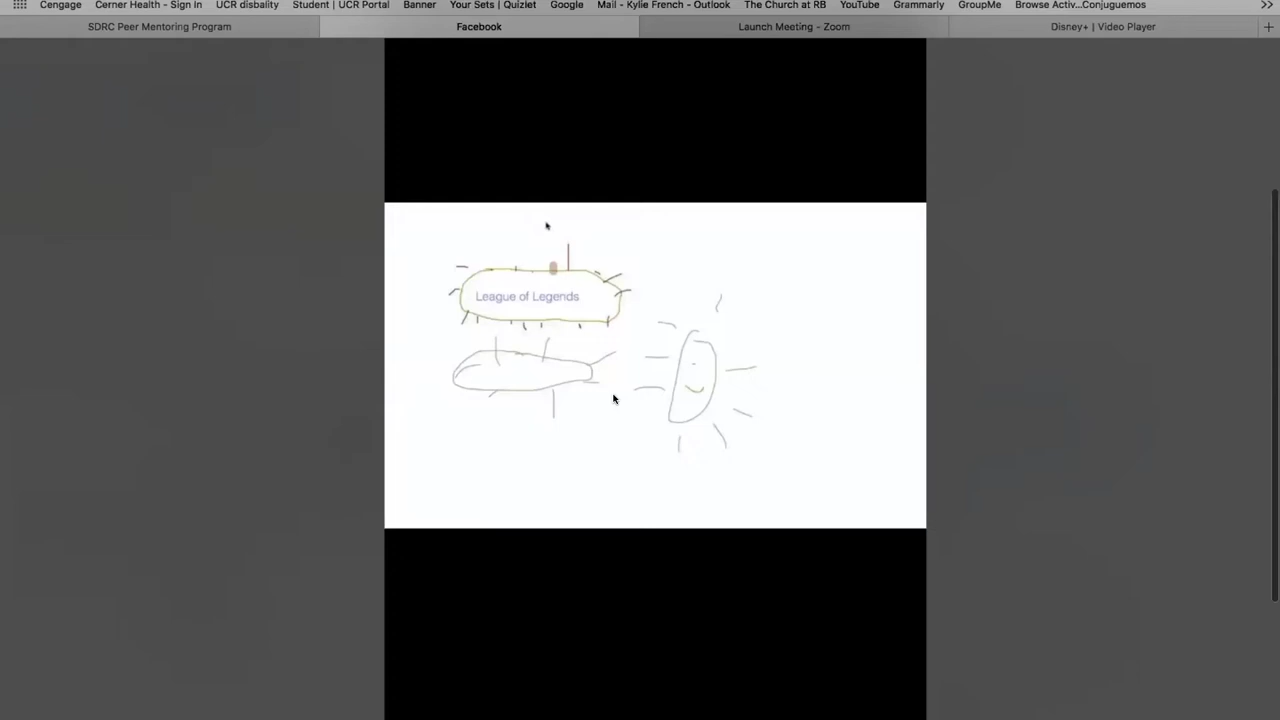 Cengage Cerner Health - Sign in UCR disbality Student | UCR Portal Banner Your Sets | Quizlet Google Mail - Kylie French - Outlook The Church at RB YouTube Grammarly GroupMe Browse Activ...Conjuguemos >>
SDRC Peer Mentoring Program Facebook Launch Meeting - Zoom Disney+ | Video Player +
League of Legends